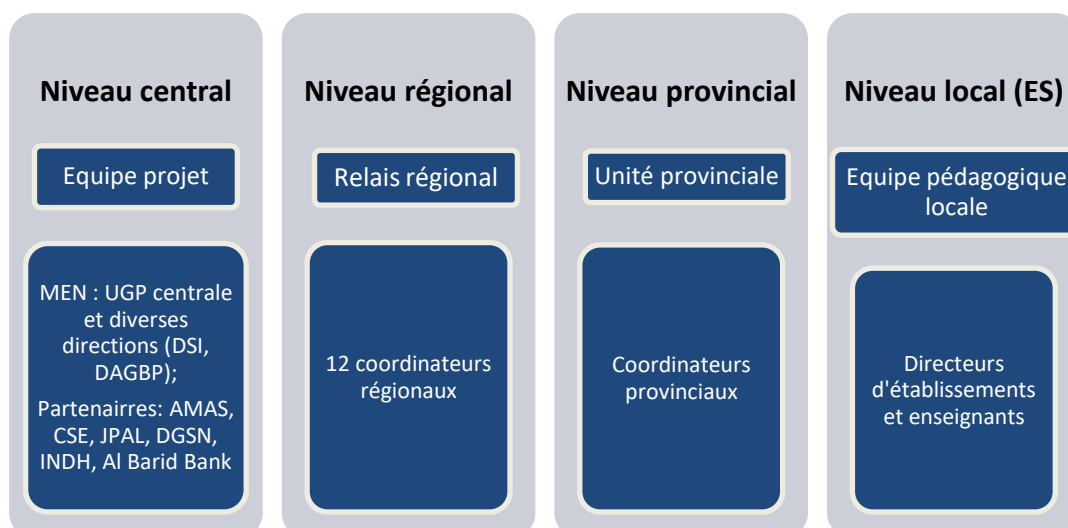 Niveau central
Equipe projet
MEN : UGP centrale
et diverses
directions (DSI,
DAGBP);
Partenairres: AMAS,
CSE, JPAL, DGSN,
INDH, Al Barid Bank
Niveau régional
Relais régional
12 coordinateurs
régionaux
Niveau provincial
Unité provinciale
Coordinateurs
provinciaux
Niveau local (ES)
Equipe pédagogique
locale
Directeurs
d'établissements
et enseignants